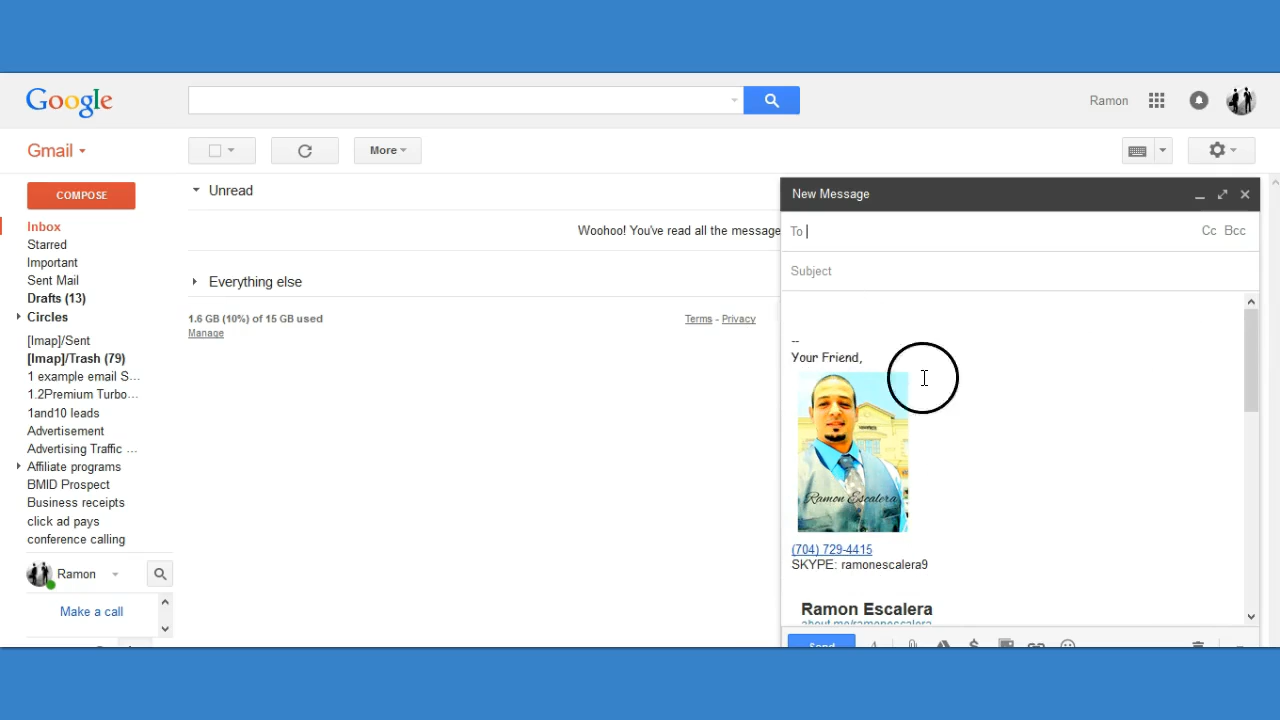 Google
Ramon
Gmail
More
COMPOSE
Unread
New Message
Inbox
Starred
Important
Sent Mail
Drafts (13)
Circles
[Imap]/Sent
[Imap]/Trash (79)
1 example email S...
1.2Premium Turbo...
1and10 leads
Advertisement
Advertising Traffic ...
Affiliate programs
BMID Prospect
Business receipts
click ad pays
conference calling
Ramon
Make a call
Woohoo! You've read all the message
Everything else
1.6 GB (10%) of 15 GB used
Manage
Terms - Privacy
To
Cc Bcc
Subject
--
Your Friend,
Ramon Escalera
(704) 729-4415
SKYPE: ramonescalera9
Ramon Escalera
about.me/ramonescalera
Send